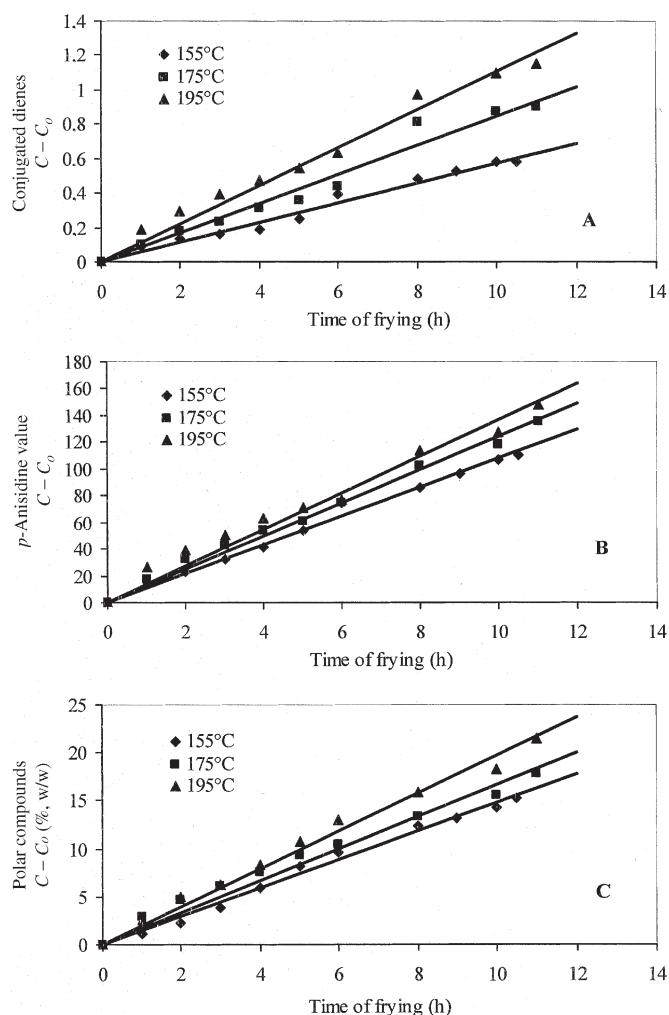 1.4
1.2
1
0.8
0.6
0.4
0.2
0
155°C
175°C
195°C
Conjugated dienes
C – Co
A
0 2 4 6 8 10 12 14
Time of frying (h)
180
160
140
120
100
80
60
40
20
0
155°C
175°C
195°C
p-Anisidine value
C – Co
B
0 2 4 6 8 10 12 14
Time of frying (h)
25
20
15
10
5
0
155°C
175°C
195°C
Polar compounds
C – Co (%, w/w)
C
0 2 4 6 8 10 12 14
Time of frying (h)